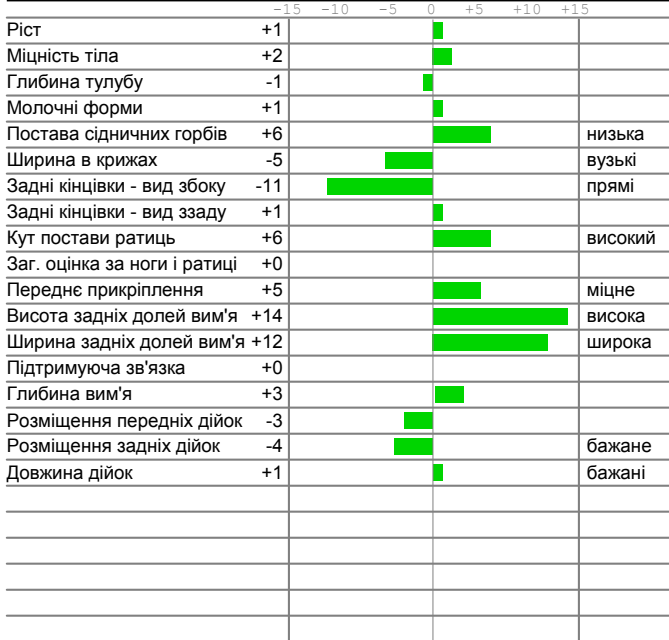 -15 -10 -5 0 +5 +10 +15
Ріст +1
Міцність тіла +2
Глибина тулубу -1
Молочні форми +1
Постава сідничних горбів +6 низька
Ширина в крижах -5 вузькі
Задні кінцівки - вид збоку -11 прямі
Задні кінцівки - вид ззаду +1
Кут постави ратиць +6 високий
Заг. оцінка за ноги і ратиці +0
Переднє прикріплення +5 міцне
Висота задніх долей вим'я +14 висока
Ширина задніх долей вим'я +12 широка
Підтримуюча зв'язка +0
Глибина вим'я +3
Розміщення передніх дійок -3
Розміщення задніх дійок -4 бажане
Довжина дійок +1 бажані